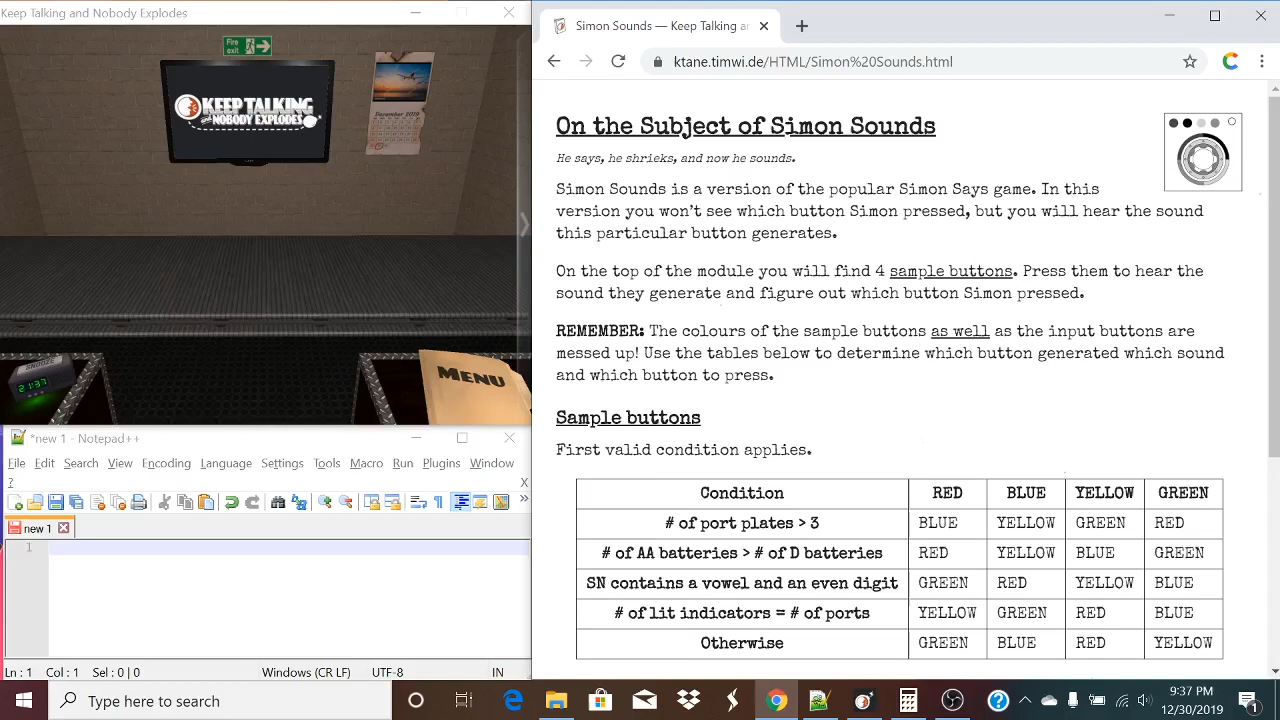 Keep Talking and Nobody Explodes
Fire
exit
KEEP TALKING
and NOBODY EXPLODES
December 2019
SNOOZE
21:37
MENU
*new 1 - Notepad++
File Edit Search View Encoding Language Settings Tools Macro Run Plugins Window
? X
new 1
1
Ln : 1 Col : 1 Sel : 0 | 0 Windows (CR LF) UTF-8 IN
Simon Sounds — Keep Talking an
ktane.timwi.de/HTML/Simon%20Sounds.html
On the Subject of Simon Sounds
He says, he shrieks, and now he sounds.
Simon Sounds is a version of the popular Simon Says game. In this
version you won’t see which button Simon pressed, but you will hear the sound
this particular button generates.
On the top of the module you will find 4 sample buttons. Press them to hear the
sound they generate and figure out which button Simon pressed.
REMEMBER: The colours of the sample buttons as well as the input buttons are
messed up! Use the tables below to determine which button generated which sound
and which button to press.
Sample buttons
First valid condition applies.
Condition RED BLUE YELLOW GREEN
# of port plates > 3 BLUE YELLOW GREEN RED
# of AA batteries > # of D batteries RED YELLOW BLUE GREEN
SN contains a vowel and an even digit GREEN RED YELLOW BLUE
# of lit indicators = # of ports YELLOW GREEN RED BLUE
Otherwise GREEN BLUE RED YELLOW
Type here to search
9:37 PM
12/30/2019
1